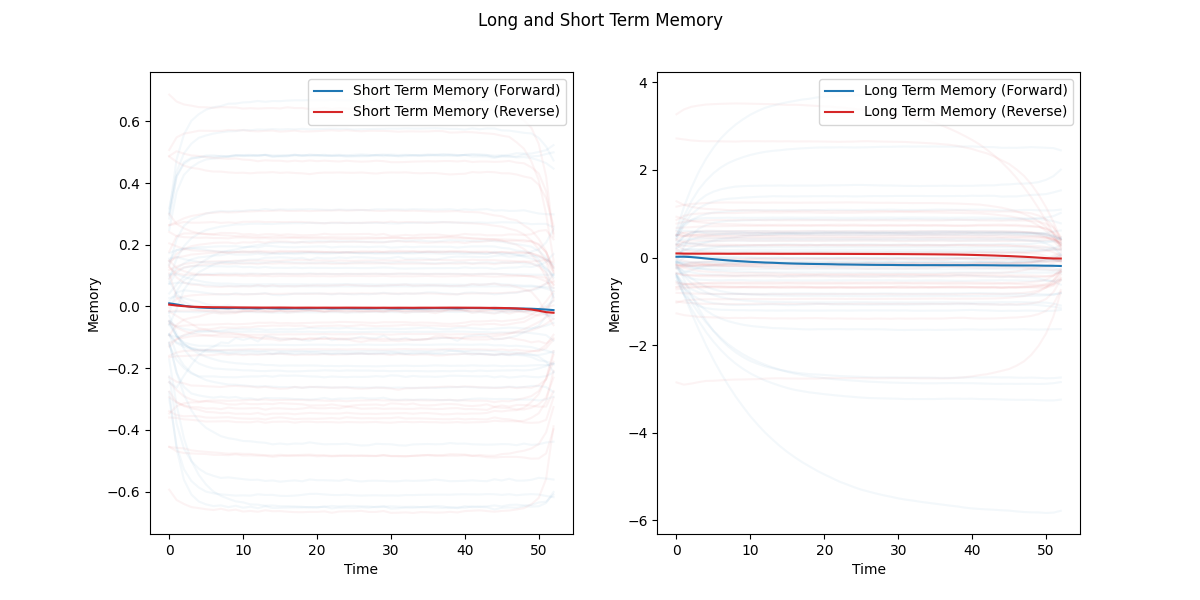 Long and Short Term Memory
Short Term Memory (Forward)
Short Term Memory (Reverse)
0.6
0.4
0.2
0.0
−0.2
−0.4
−0.6
Memory
0 10 20 30 40 50
Time
Long Term Memory (Forward)
Long Term Memory (Reverse)
4
2
0
−2
−4
−6
Memory
0 10 20 30 40 50
Time